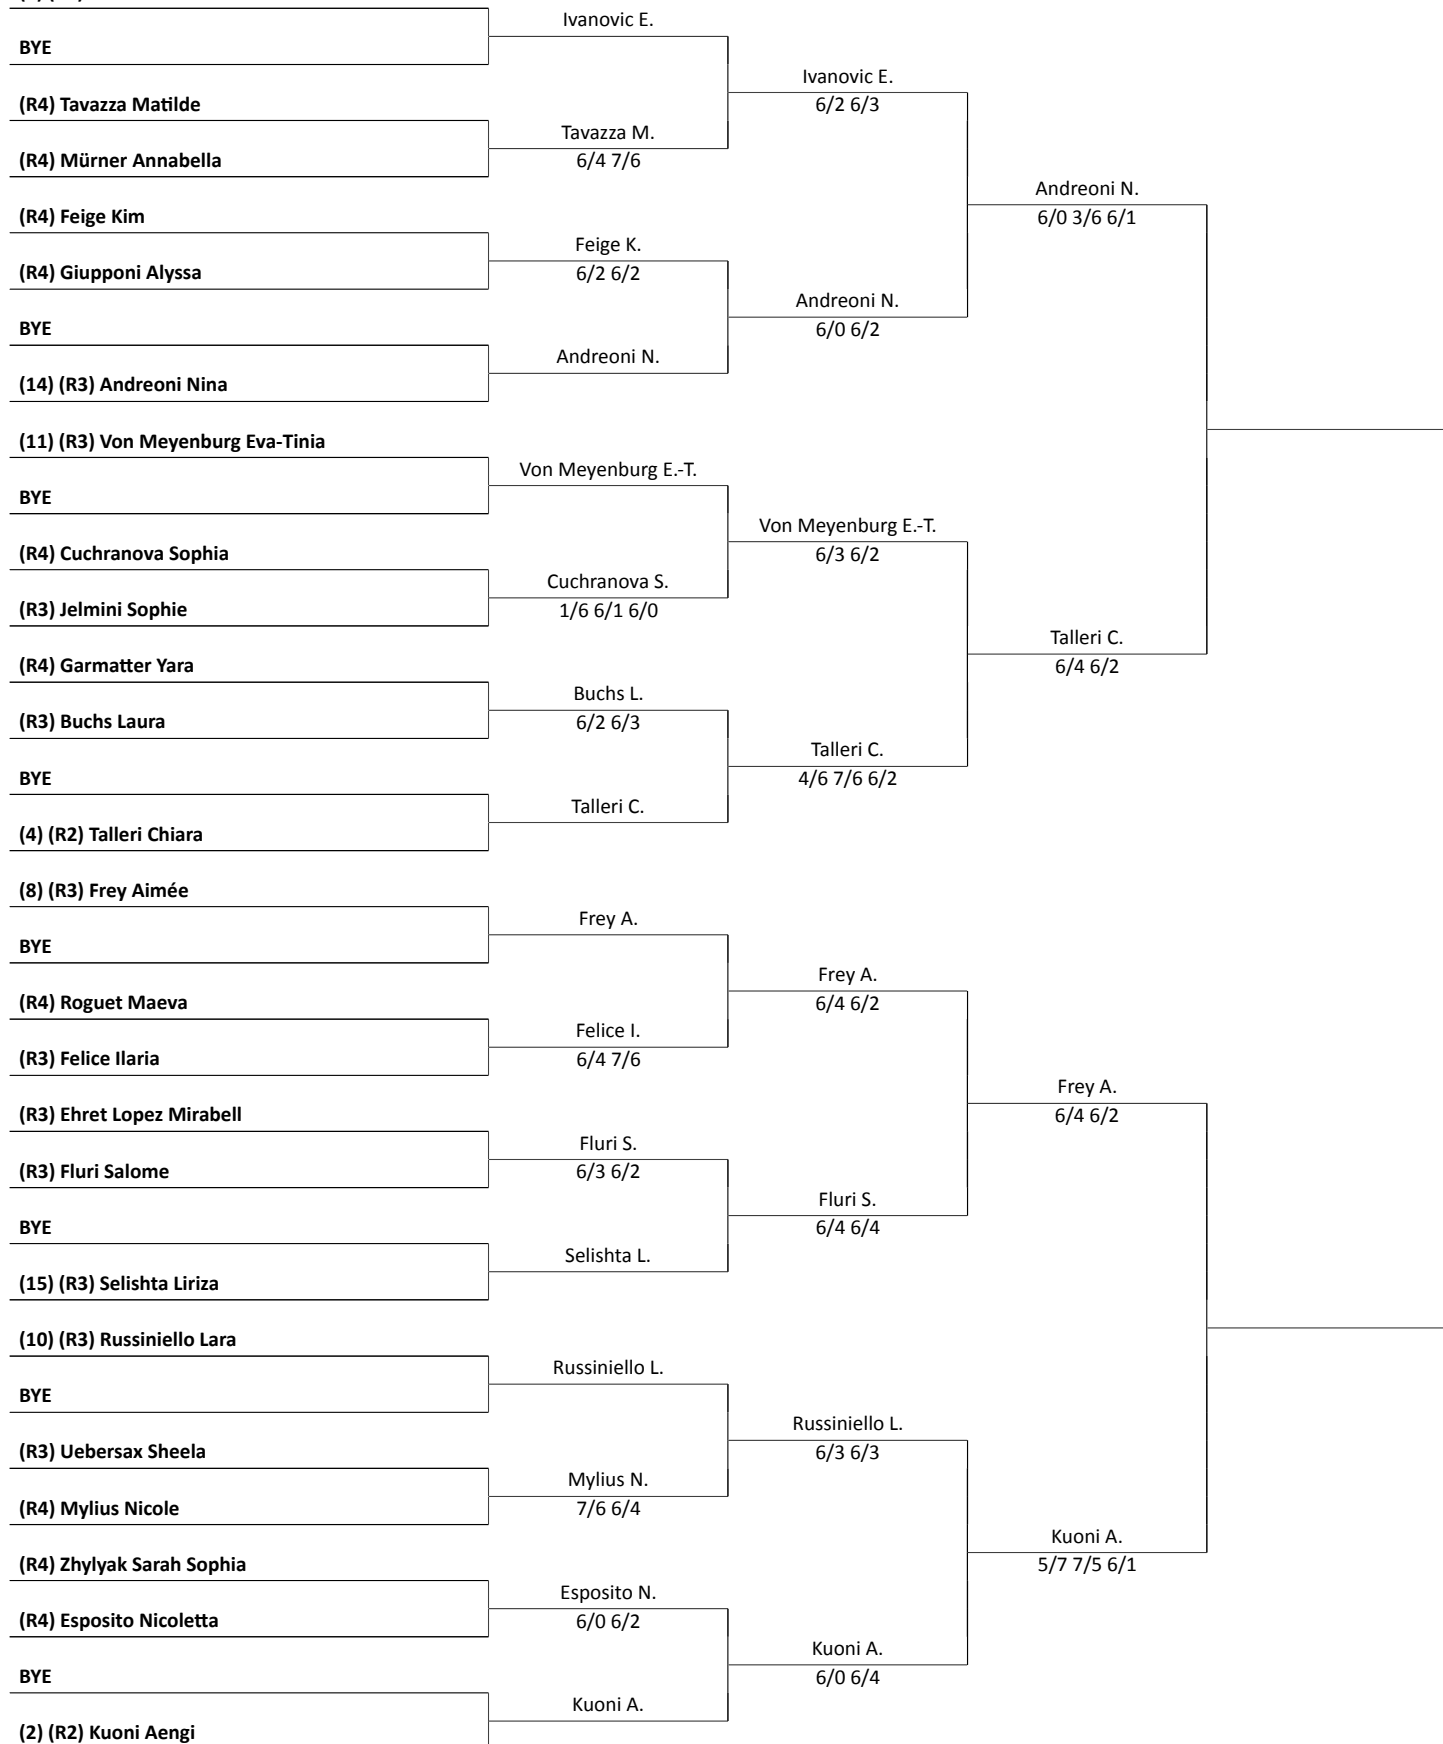 BYE
(R4) Tavazza Matilde
(R4) Mürner Annabella
(R4) Feige Kim
(R4) Giupponi Alyssa
BYE
(14) (R3) Andreoni Nina
(11) (R3) Von Meyenburg Eva-Tinia
BYE
(R4) Cuchranova Sophia
(R3) Jelmini Sophie
(R4) Garmatter Yara
(R3) Buchs Laura
BYE
(4) (R2) Talleri Chiara
(8) (R3) Frey Aimée
BYE
(R4) Roguet Maeva
(R3) Felice Ilaria
(R3) Ehret Lopez Mirabell
(R3) Fluri Salome
BYE
(15) (R3) Selishta Liriza
(10) (R3) Russiniello Lara
BYE
(R3) Uebersax Sheela
(R4) Mylius Nicole
(R4) Zhylyak Sarah Sophia
(R4) Esposito Nicoletta
BYE
(2) (R2) Kuoni Aengi
Ivanovic E.
Tavazza M.
6/4 7/6
Feige K.
6/2 6/2
Andreoni N.
Von Meyenburg E.-T.
Cuchranova S.
1/6 6/1 6/0
Buchs L.
6/2 6/3
Talleri C.
Frey A.
Felice I.
6/4 7/6
Fluri S.
6/3 6/2
Selishta L.
Russiniello L.
Mylius N.
7/6 6/4
Esposito N.
6/0 6/2
Kuoni A.
Ivanovic E.
6/2 6/3
Andreoni N.
6/0 6/2
Von Meyenburg E.-T.
6/3 6/2
Talleri C.
4/6 7/6 6/2
Frey A.
6/4 6/2
Fluri S.
6/4 6/4
Russiniello L.
6/3 6/3
Kuoni A.
6/0 6/4
Andreoni N.
6/0 3/6 6/1
Talleri C.
6/4 6/2
Frey A.
6/4 6/2
Kuoni A.
5/7 7/5 6/1